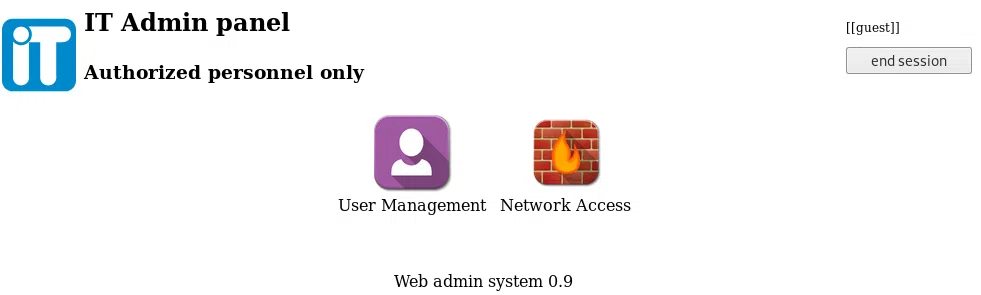 iT
IT Admin panel
[[guest]]
Authorized personnel only
end session
User Management
Network Access
Web admin system 0.9